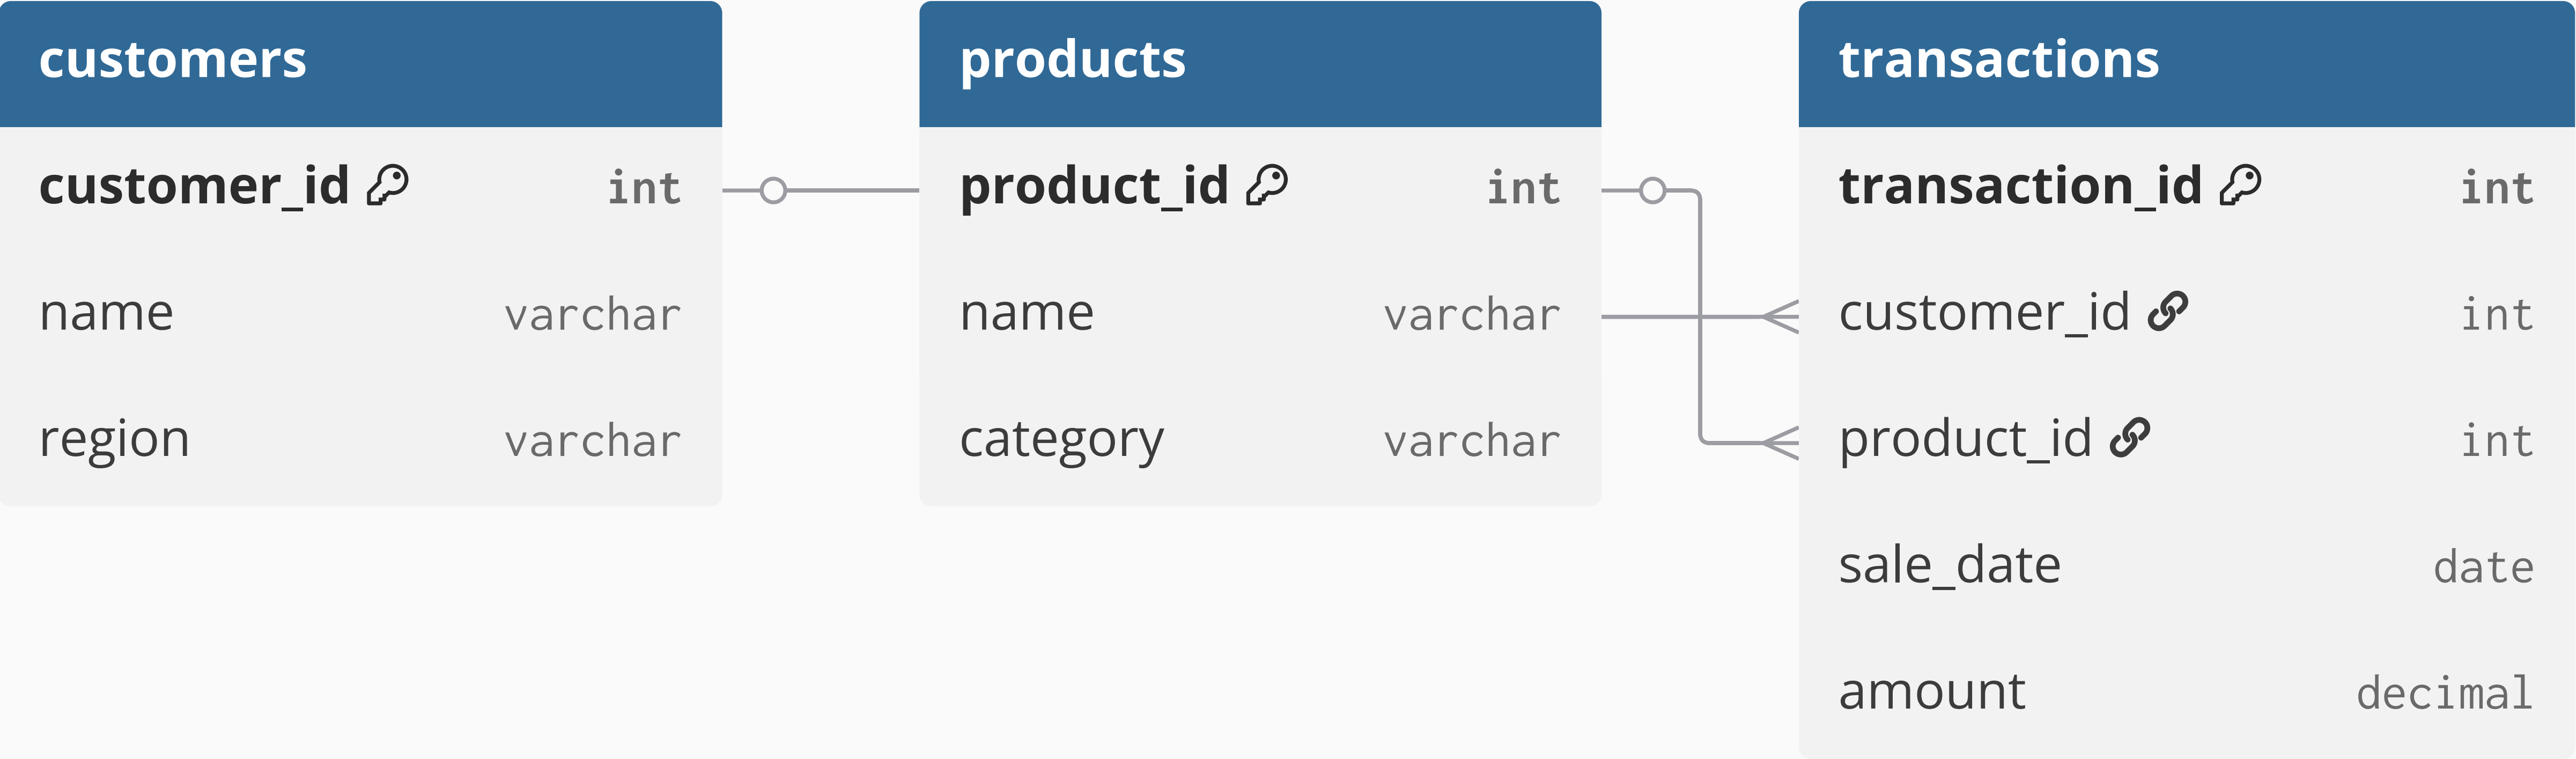 customers
customer_id int
name varchar
region varchar
products
product_id int
name varchar
category varchar
transactions
transaction_id int
customer_id int
product_id int
sale_date date
amount decimal